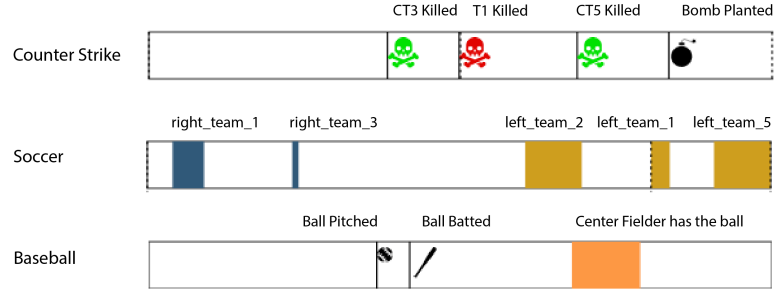 CT3 Killed T1 Killed CT5 Killed Bomb Planted
Counter Strike
right_team_1 right_team_3 left_team_2 left_team_1 left_team_5
Soccer
Ball Pitched Ball Batted Center Fielder has the ball
Baseball